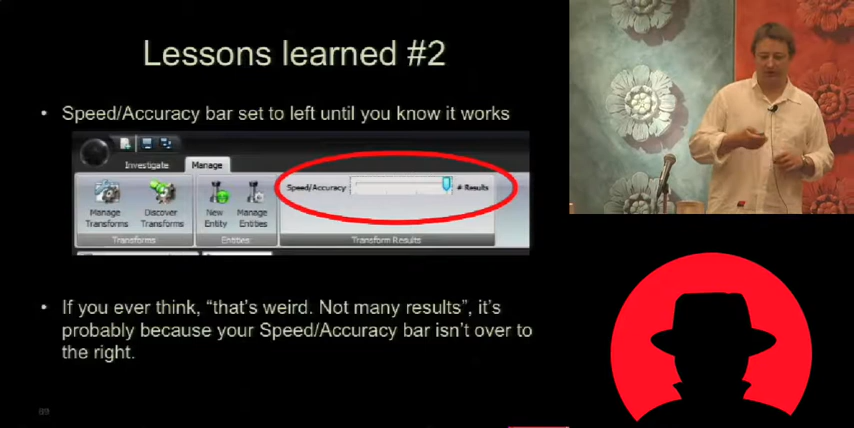 Lessons learned #2
• Speed/Accuracy bar set to left until you know it works
Investigate Manage
Speed/Accuracy # Results
Manage Transforms
Discover Transforms
New Entity
Manage Entities
Transforms Entities Transform Results
• If you ever think, “that’s weird. Not many results”, it’s
probably because your Speed/Accuracy bar isn’t over to
the right.